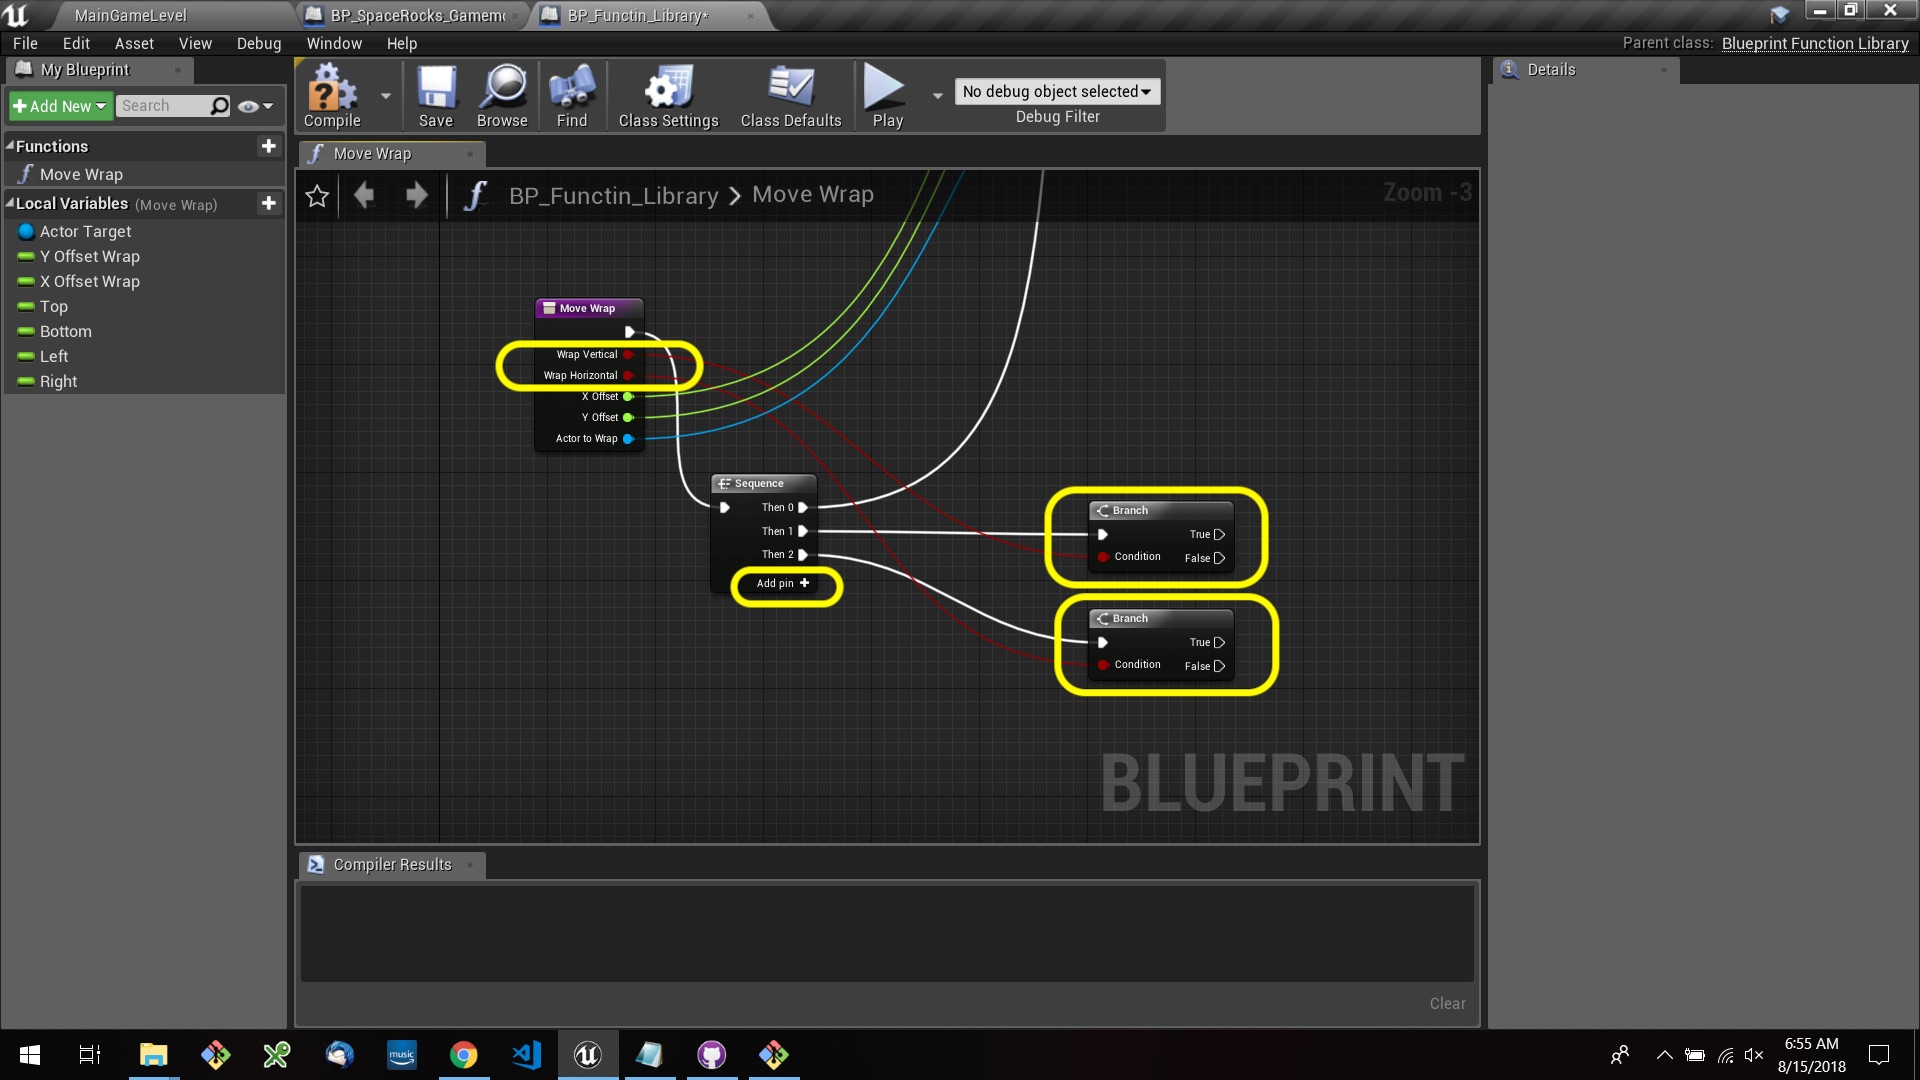 MainGameLevel
BP_SpaceRocks_Gamem
BP_Functin_Library*
File Edit Asset View Debug Window Help
Parent class: Blueprint Function Library
My Blueprint
Add New
Search
Functions
Move Wrap
Local Variables (Move Wrap)
Actor Target
Y Offset Wrap
X Offset Wrap
Top
Bottom
Left
Right
Compile
Save
Browse
Find
Class Settings
Class Defaults
Play
No debug object selected
Debug Filter
Move Wrap
BP_Functin_Library > Move Wrap
Zoom -3
Move Wrap
Wrap Vertical
Wrap Horizontal
X Offset
Y Offset
Actor to Wrap
Sequence
Then 0
Then 1
Then 2
Add pin +
Branch
True
Condition
False
Branch
True
Condition
False
BLUEPRINT
Compiler Results
Clear
Details
music
6:55 AM
8/15/2018